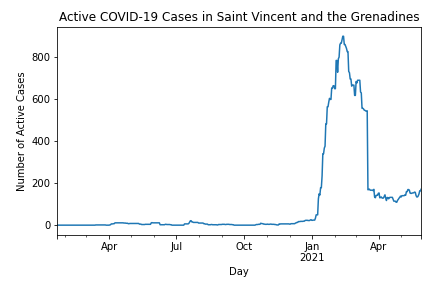 Active COVID-19 Cases in Saint Vincent and the Grenadines
Number of Active Cases
800
600
400
200
0
Apr
Jul
Oct
Jan
2021
Apr
Day